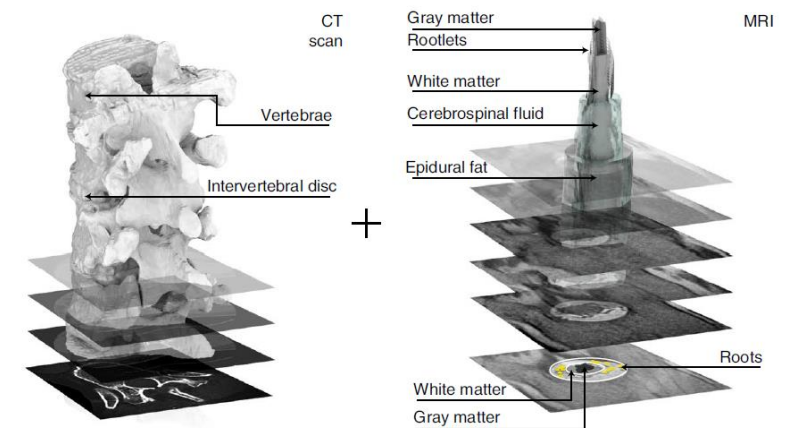 CT
scan
Vertebrae
Intervertebral disc
+
MRI
Gray matter
Rootlets
White matter
Cerebrospinal fluid
Epidural fat
Roots
White matter
Gray matter